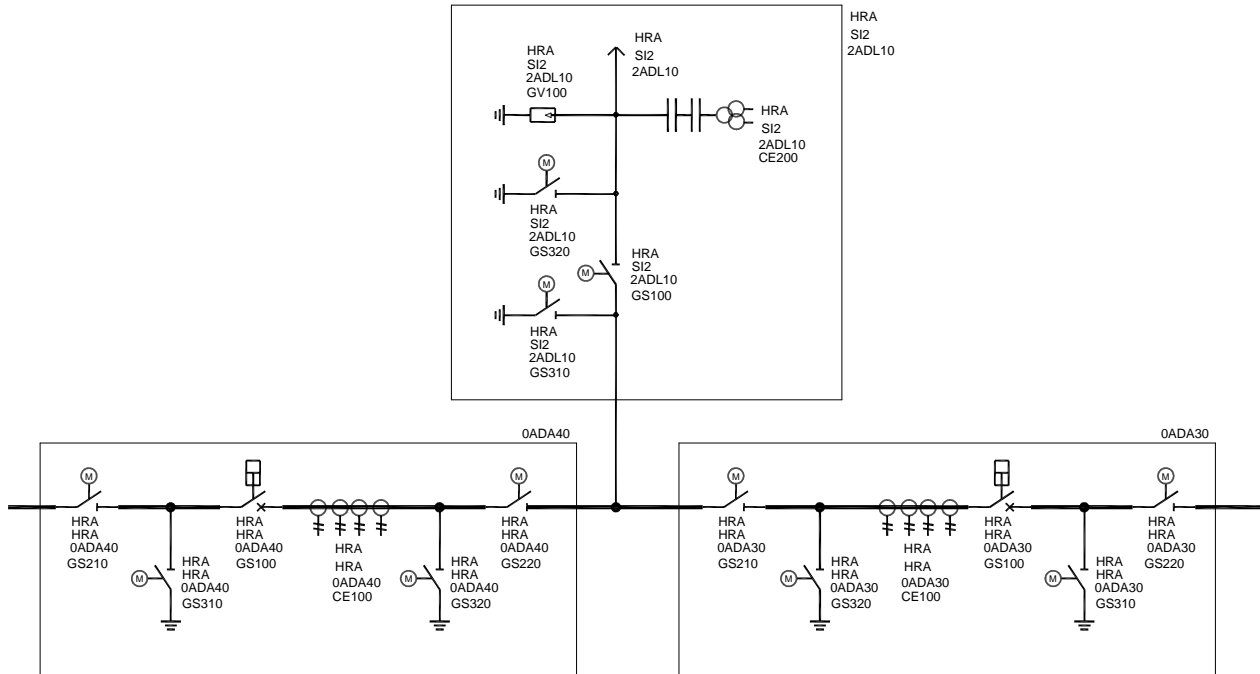 HRA
SI2
2ADL10
HRA
SI2
2ADL10
HRA
SI2
2ADL10
GV100
HRA
SI2
2ADL10
CE200
M
HRA
SI2
2ADL10
GS320
M
HRA
SI2
2ADL10
GS100
M
HRA
SI2
2ADL10
GS310
0ADA40
M
HRA
HRA
0ADA40
GS210
M
HRA
HRA
0ADA40
GS310
HRA
HRA
0ADA40
GS100
HRA
HRA
0ADA40
CE100
M
HRA
HRA
0ADA40
GS320
M
HRA
HRA
0ADA40
GS220
0ADA30
M
HRA
HRA
0ADA30
GS210
M
HRA
HRA
0ADA30
GS320
HRA
HRA
0ADA30
CE100
HRA
HRA
0ADA30
GS100
M
HRA
HRA
0ADA30
GS310
M
HRA
HRA
0ADA30
GS220